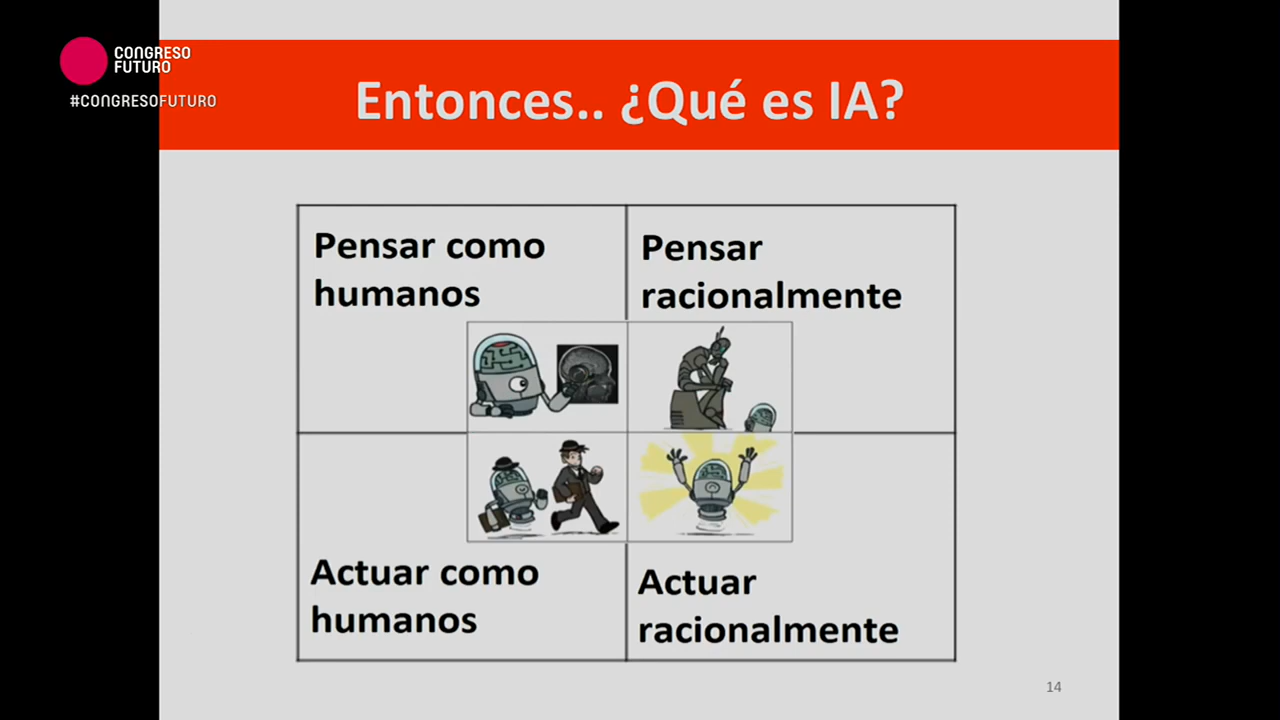 CONGRESO
FUTURO
#CONGRESOFUTURO
Entonces.. ¿Qué es IA?
Pensar como
humanos
Pensar
racionalmente
Actuar como
humanos
Actuar
racionalmente
14